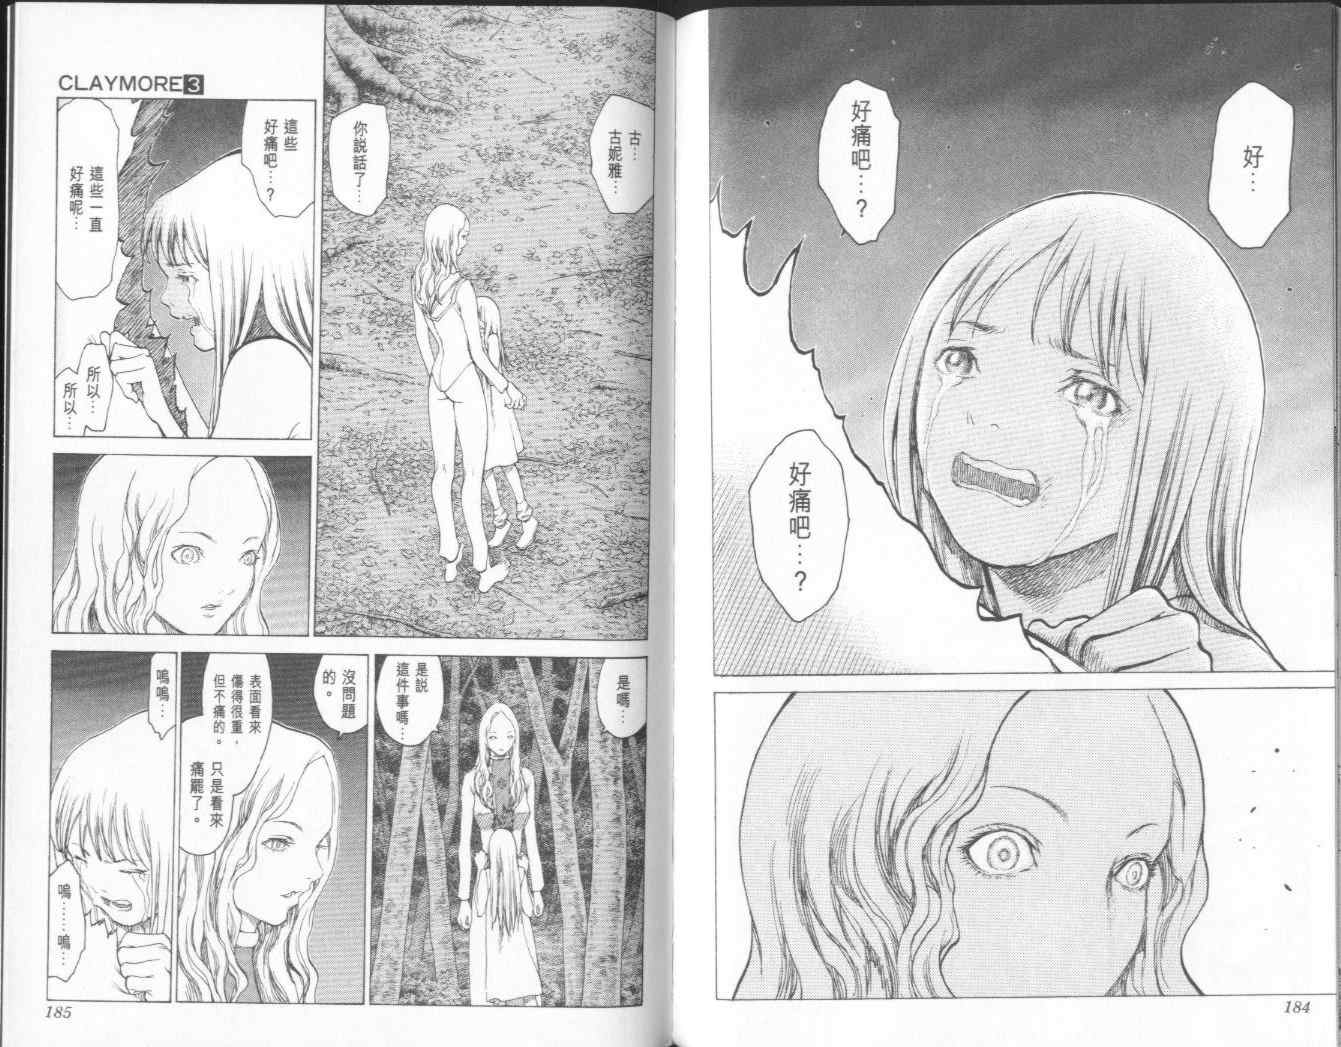 好…
好痛吧…？
好痛吧…？
184
CLAYMORE3
古…
古妮雅…
你說話了…
這些
好痛吧…？
這些一直
好痛呢…
所以…
所以…
是嗎…
是說
這件事嗎…
沒問題
的。
表面看來
傷得很重，
但不痛的。
只是看來
痛罷了。
嗚嗚…
嗚……嗚…
185